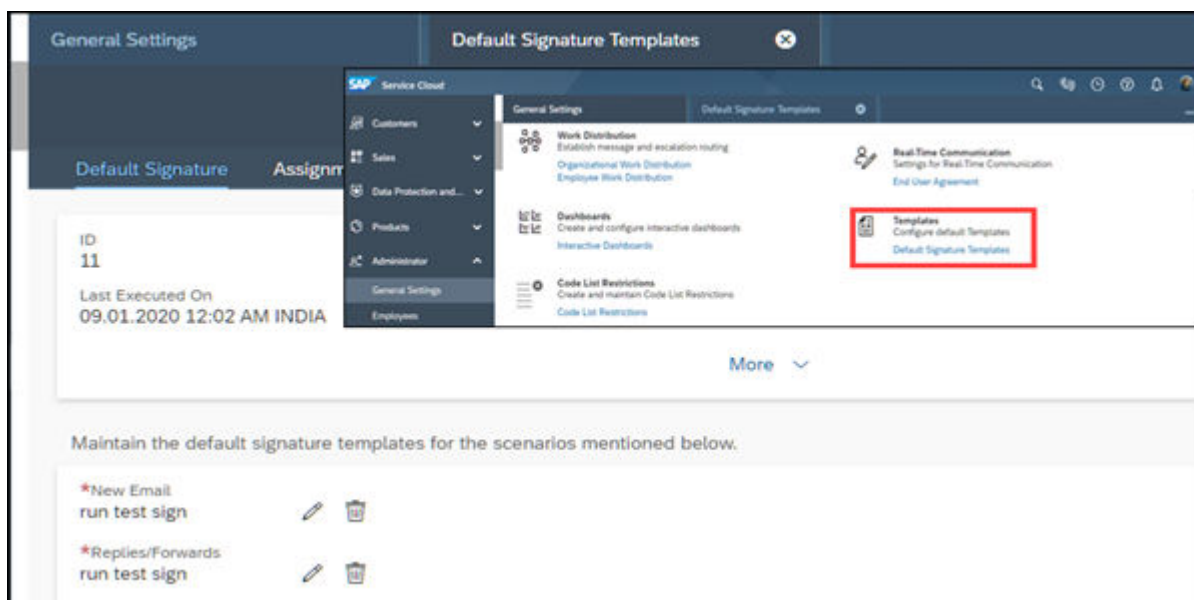 General Settings
Default Signature Templates
Default Signature
Assignm
ID
11
Last Executed On
09.01.2020 12:02 AM INDIA
SAP Service Cloud
Customers
Sales
Data Protection and...
Products
Administrator
General Settings
Employees
General Settings
Default Signature Templates
Work Distribution
Establish message and escalation routing
Organizational Work Distribution
Employee Work Distribution
Real-Time Communication
Settings for Real-Time Communication
End User Agreement
Dashboards
Create and configure interactive dashboards
Interactive Dashboards
Templates
Configure default Templates
Default Signature Templates
Code List Restrictions
Create and maintain Code List Restrictions
Code List Restrictions
More
Maintain the default signature templates for the scenarios mentioned below.
*New Email
run test sign
*Replies/Forwards
run test sign